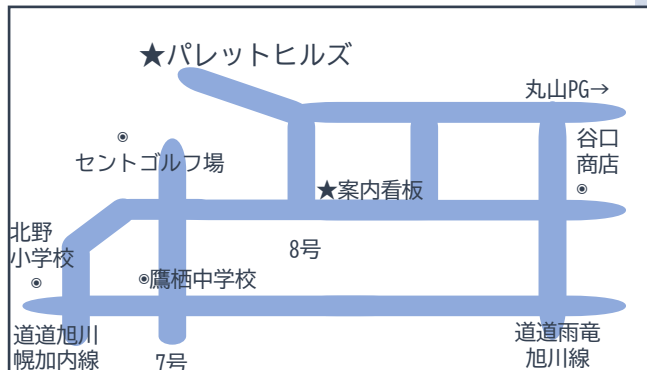 ★パレットヒルズ
丸山PG→
谷口
商店
◉
◉
セントゴルフ場
★案内看板
北野
小学校
◉
8号
◉鷹栖中学校
道道旭川
幌加内線
7号
道道雨竜
旭川線